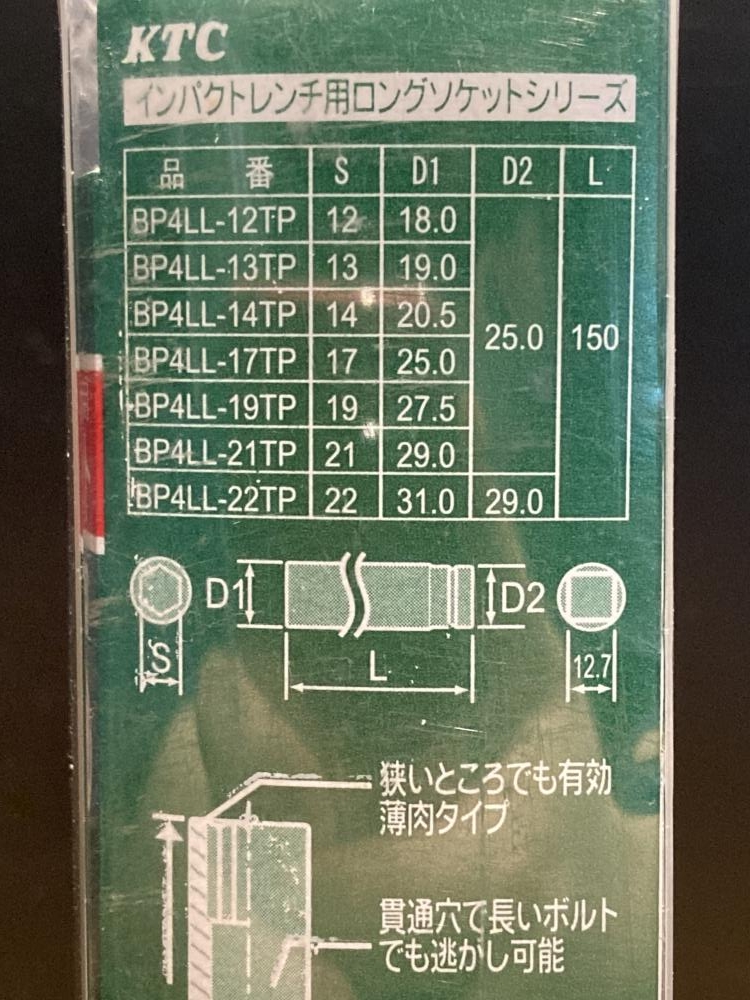 KTC
インパクトレンチ用ロングソケットシリーズ
品 番 S D1 D2 L
BP4LL-12TP 12 18.0
BP4LL-13TP 13 19.0
BP4LL-14TP 14 20.5
25.0 150
BP4LL-17TP 17 25.0
BP4LL-19TP 19 27.5
BP4LL-21TP 21 29.0
BP4LL-22TP 22 31.0 29.0
D1 D2
S L 12.7
狭いところでも有効
薄肉タイプ
貫通穴で長いボルト
でも逃がし可能